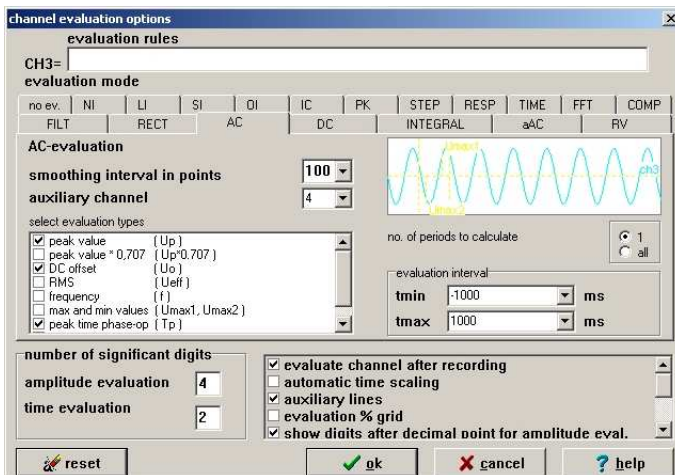 channel evaluation options
evaluation rules
CH3=
evaluation mode
no ev. NI LI SI OI IC PK STEP RESP TIME FFT COMP
FILT RECT AC DC INTEGRAL aAC RV
AC-evaluation
smoothing interval in points 100
auxiliary channel 4
select evaluation types
peak value (Up)
peak value * 0,707 (Up*0.707)
DC offset (Uo)
RMS (Ueff)
frequency (f)
max and min values (Umax1, Umax2)
peak time phase-op (Tp)
Umax1
ch3
Umax2
no. of periods to calculate
1
all
evaluation interval
tmin -1000 ms
tmax 1000 ms
number of significant digits
amplitude evaluation 4
time evaluation 2
evaluate channel after recording
automatic time scaling
auxiliary lines
evaluation % grid
show digits after decimal point for amplitude eval.
reset ok cancel help